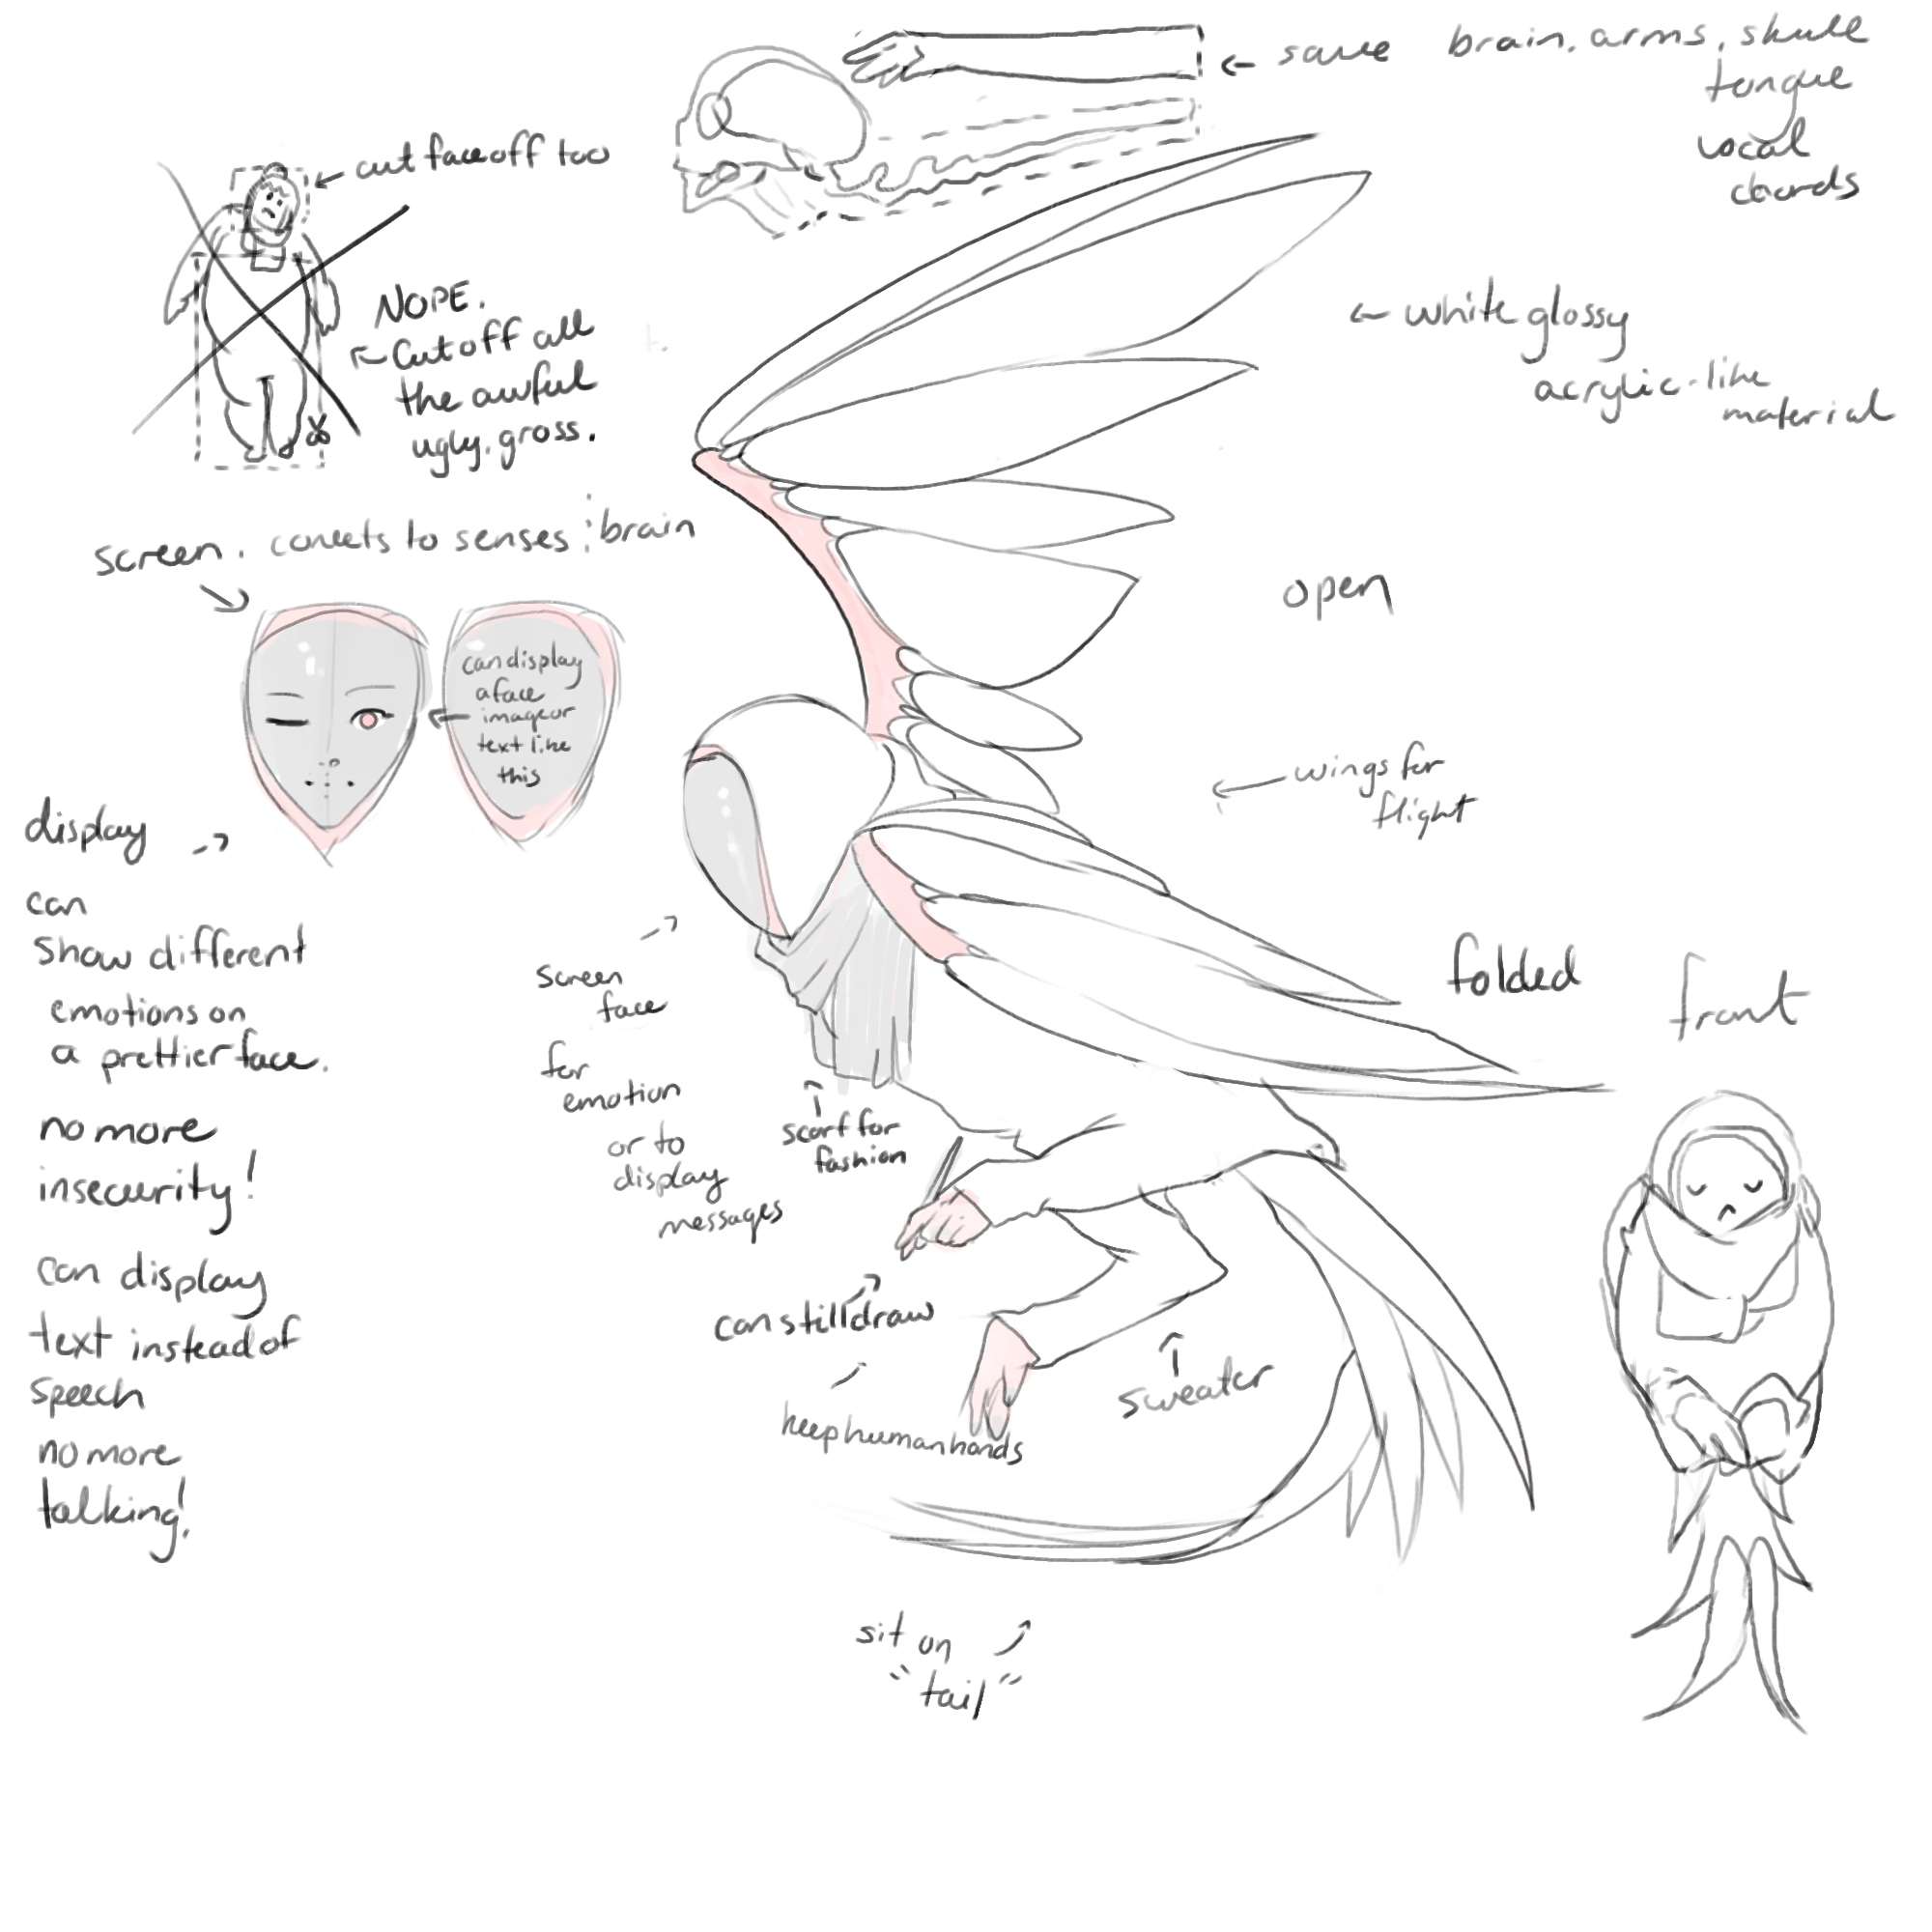 save brain, arms, skull
tongue
vocal
chords
cut face off too
NOPE.
Cut off all
the awful
ugly, gross.
white glossy
acrylic-like
material
screen. conects to senses : brain
can display
a face
image or
text like
this
open
wings for
flight
display
can
show different
emotions on
a prettier face.
no more
insecurity!
can display
text instead of
speech
no more
talking!
screen
face
for
emotion
or to
display
messages
scarf for
fashion
folded
front
can still draw
keep human hands
sweater
sit on
"tail"